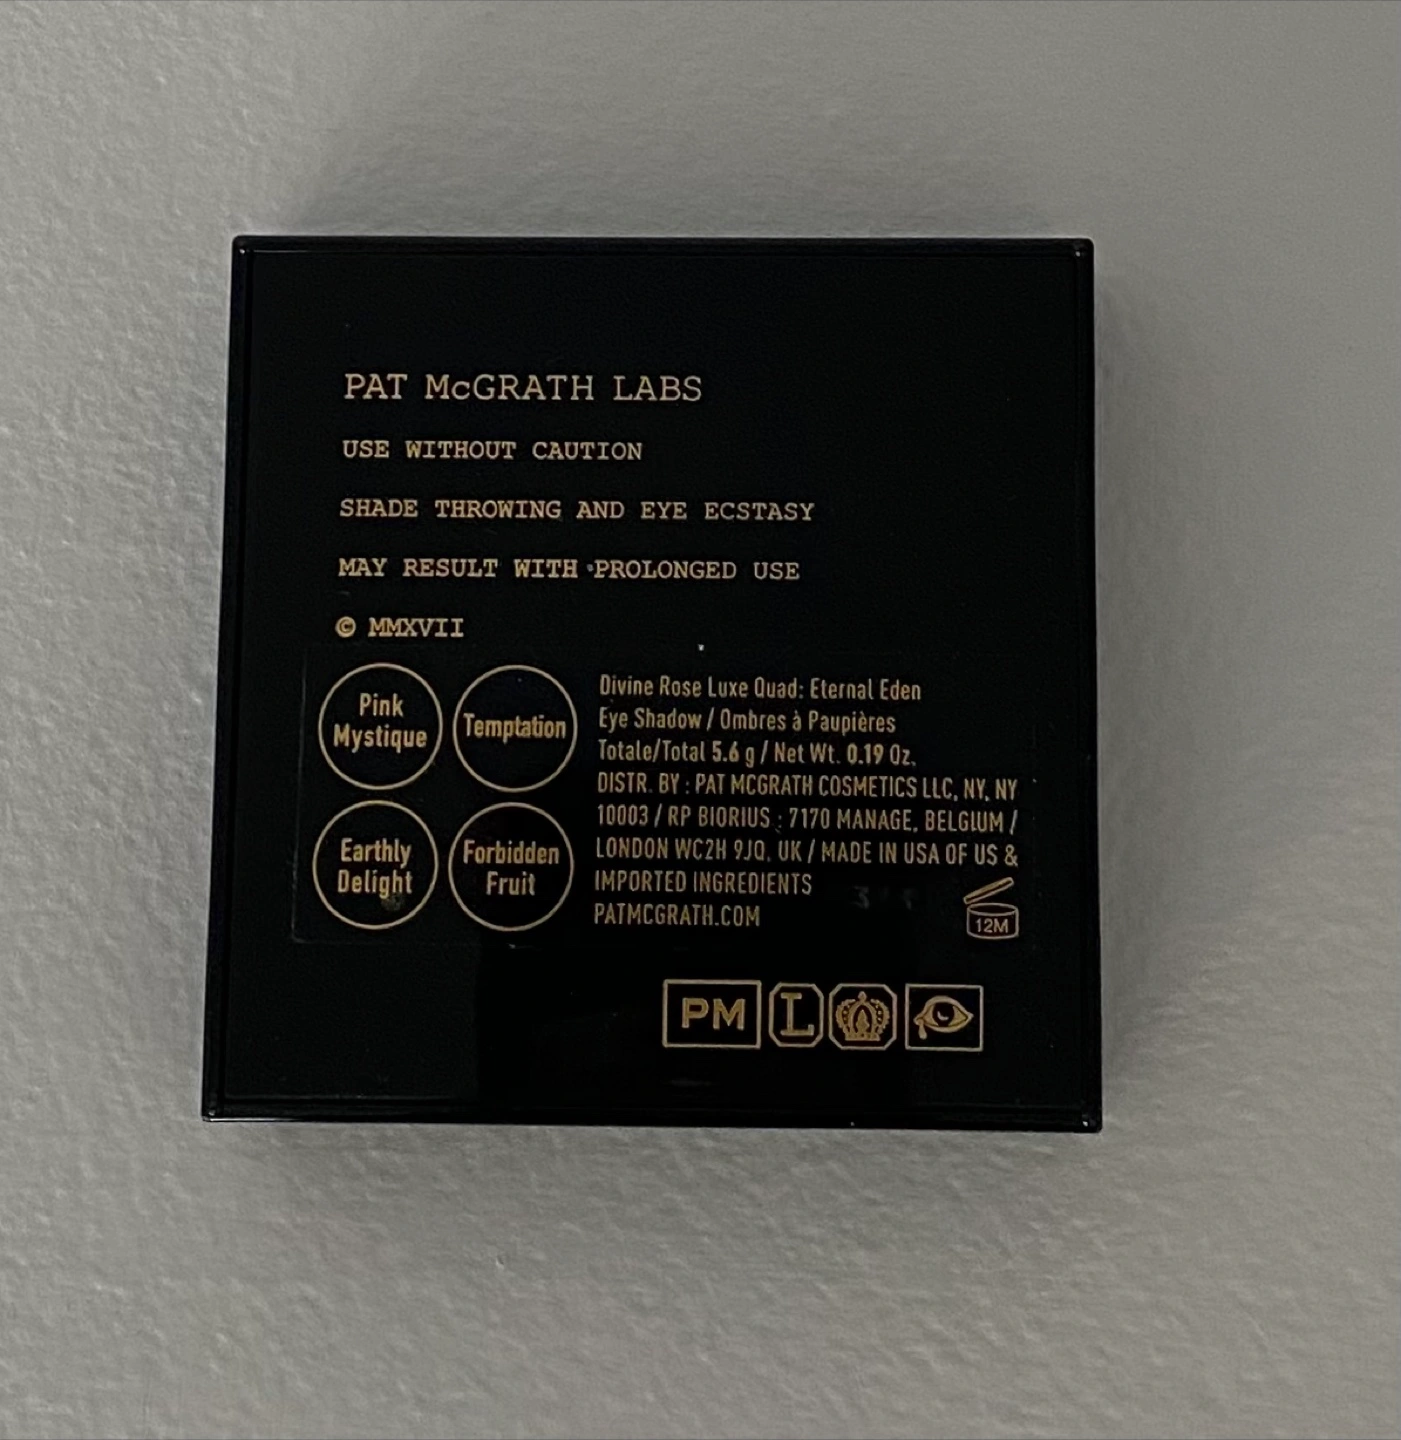 PAT McGRATH LABS
USE WITHOUT CAUTION
SHADE THROWING AND EYE ECSTASY
MAY RESULT WITH PROLONGED USE
© MMXVII
Pink
Mystique
Temptation
Earthly
Delight
Forbidden
Fruit
Divine Rose Luxe Quad: Eternal Eden
Eye Shadow / Ombres à Paupières
Totale/Total 5.6 g / Net Wt. 0.19 Oz.
DISTR. BY : PAT MCGRATH COSMETICS LLC, NY, NY
10003 / RP BIORIUS : 7170 MANAGE, BELGIUM /
LONDON WC2H 9JQ, UK / MADE IN USA OF US &
IMPORTED INGREDIENTS
PATMCGRATH.COM
12M
PM L